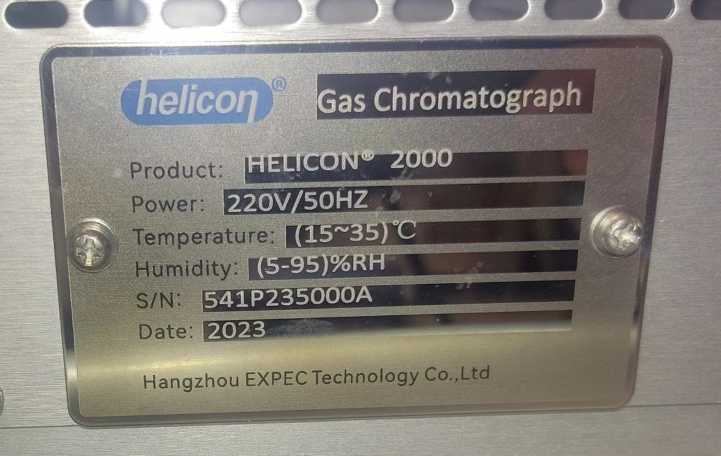 helicon® Gas Chromatograph
Product: HELICON® 2000
Power: 220V/50HZ
Temperature: (15~35)℃
Humidity: (5-95)%RH
S/N: 541P235000A
Date: 2023
Hangzhou EXPEC Technology Co.,Ltd